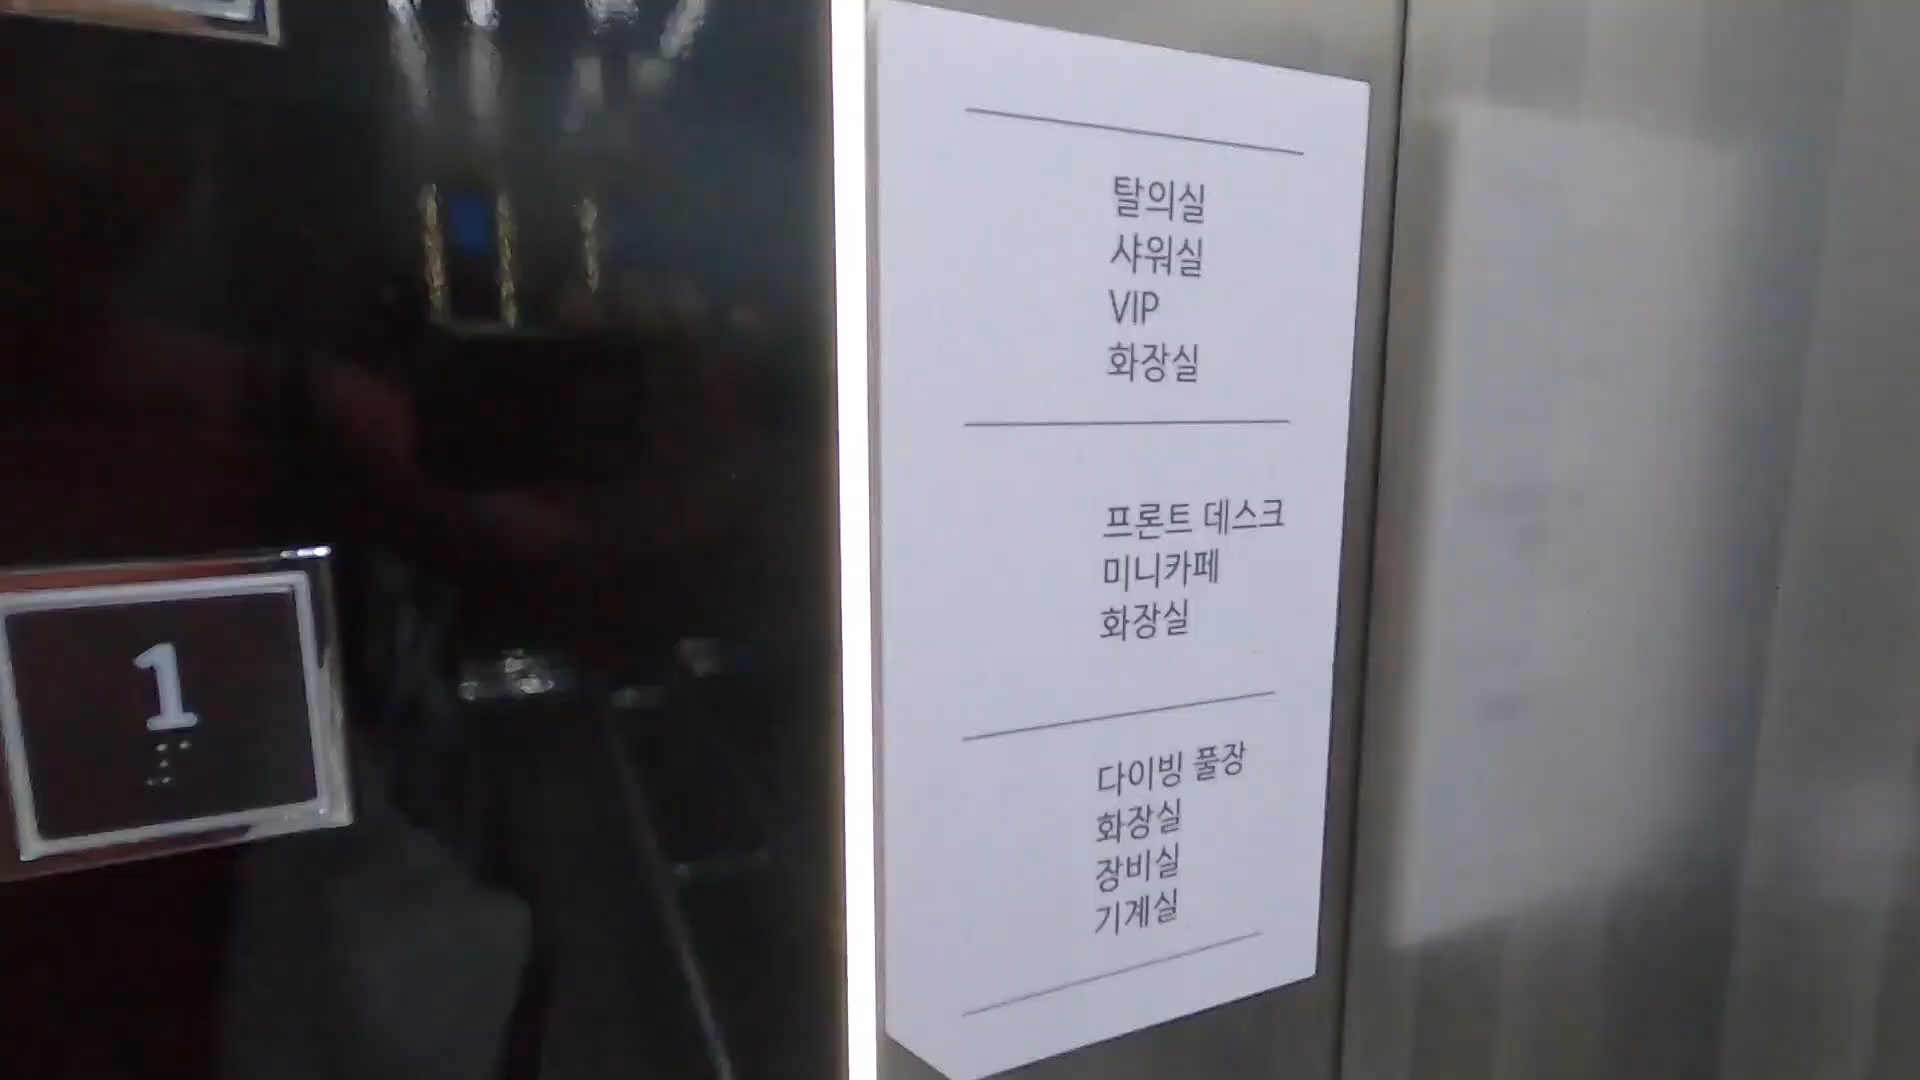 1
탈의실
샤워실
VIP
화장실
프론트 데스크
미니카페
화장실
다이빙 풀장
화장실
장비실
기계실